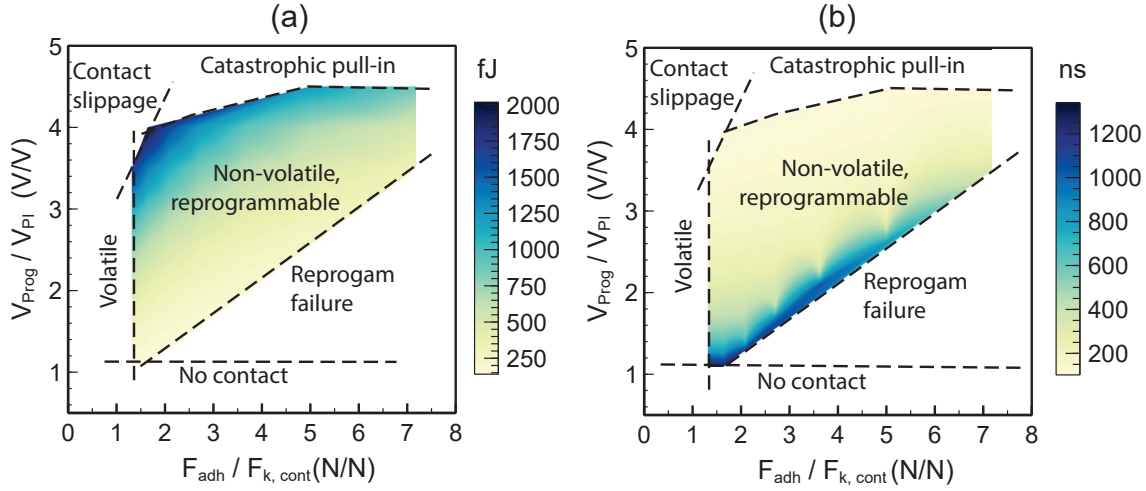 (a)
5
4
3
2
1
0 1 2 3 4 5 6 7 8
V_Prog / V_PI (V/V)
F_adh / F_k, cont (N/N)
Contact
slippage
Catastrophic pull-in
Non-volatile,
reprogrammable
Volatile
Reprogam
failure
No contact
fJ
2000
1750
1500
1250
1000
750
500
250
(b)
5
4
3
2
1
0 1 2 3 4 5 6 7 8
V_Prog / V_PI (V/V)
F_adh / F_k, cont (N/N)
Contact
slippage
Catastrophic pull-in
Non-volatile,
reprogrammable
Volatile
Reprogam
failure
No contact
ns
1200
1000
800
600
400
200